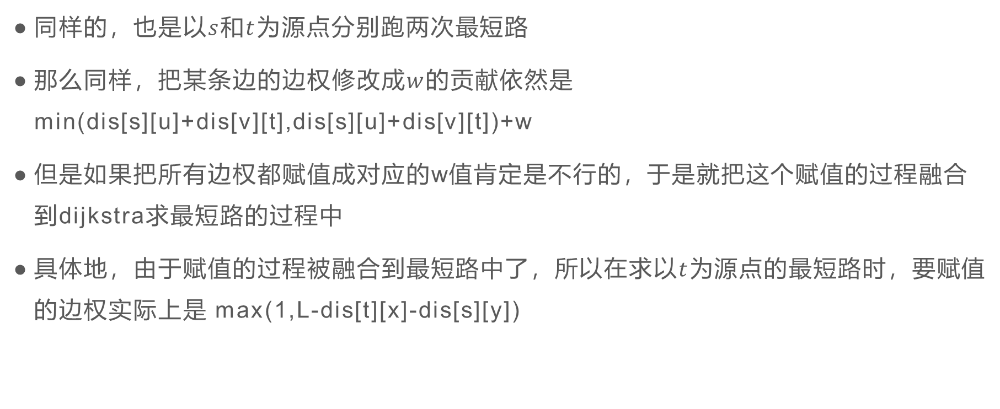 ● 同样的，也是以s和t为源点分别跑两次最短路
● 那么同样，把某条边的边权修改成w的贡献依然是
min(dis[s][u]+dis[v][t],dis[s][u]+dis[v][t])+w
● 但是如果把所有边权都赋值成对应的w值肯定是不行的，于是就把这个赋值的过程融合
到dijkstra求最短路的过程中
● 具体地，由于赋值的过程被融合到最短路中了，所以在求以t为源点的最短路时，要赋值
的边权实际上是 max(1,L-dis[t][x]-dis[s][y])